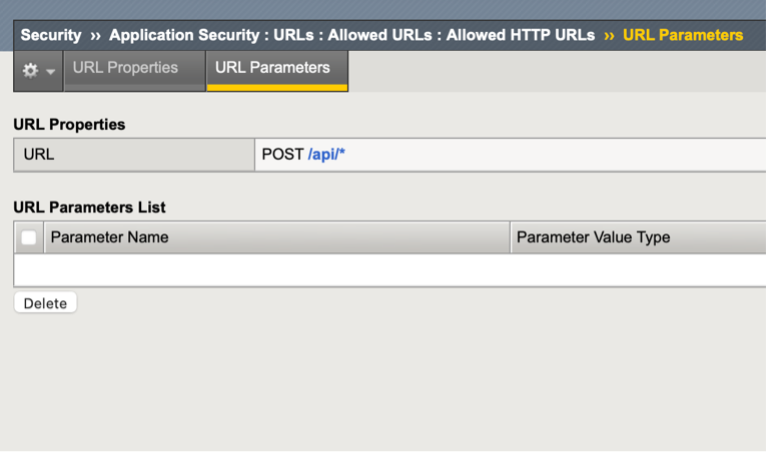 Security ›› Application Security : URLs : Allowed URLs : Allowed HTTP URLs ›› URL Parameters
URL Properties URL Parameters
URL Properties
URL POST /api/*
URL Parameters List
Parameter Name Parameter Value Type
Delete